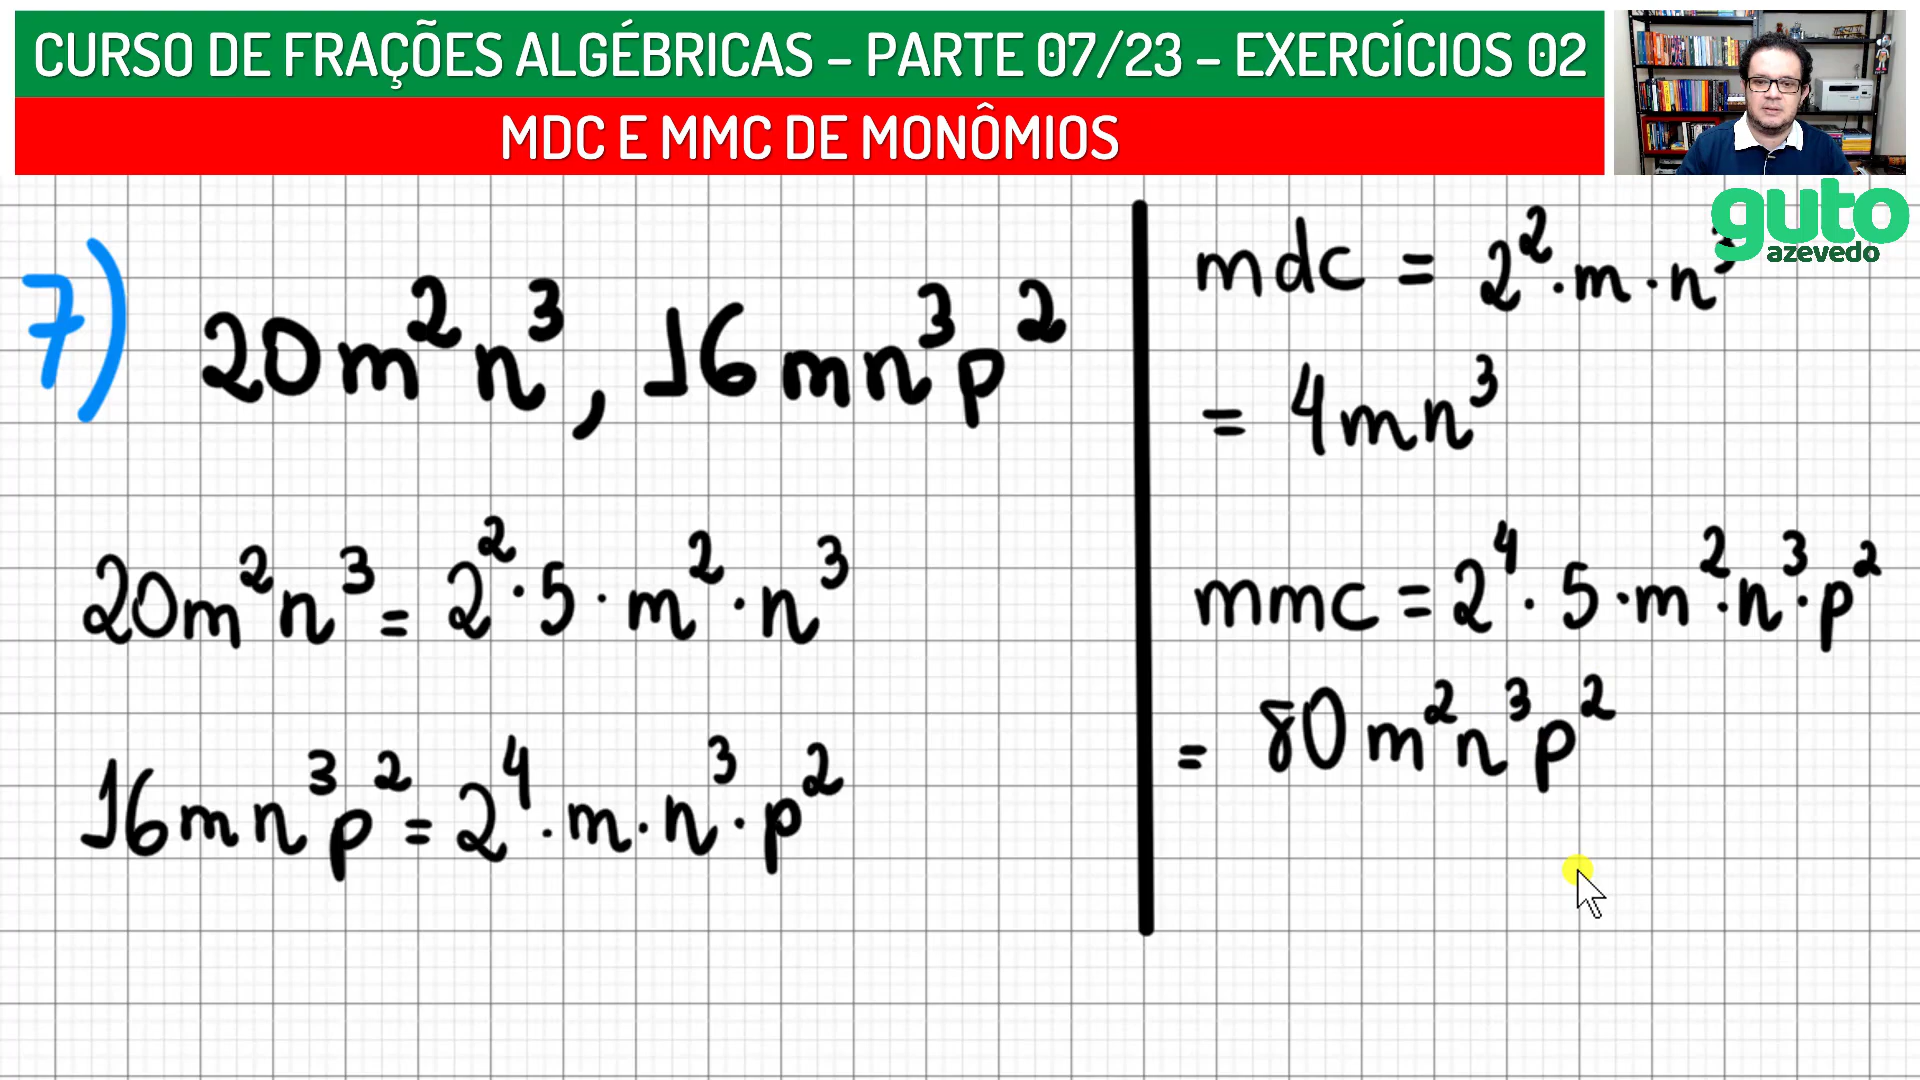 CURSO DE FRAÇÕES ALGÉBRICAS – PARTE 07/23 – EXERCÍCIOS 02
MDC E MMC DE MONÔMIOS
guto
azevedo
7) 20m²n³, 16mn³p²
20m²n³ = 2²·5·m²·n³
16mn³p² = 2⁴·m·n³·p²
mdc = 2²·m·n³
= 4mn³
mmc = 2⁴·5·m²·n³·p²
= 80m²n³p²